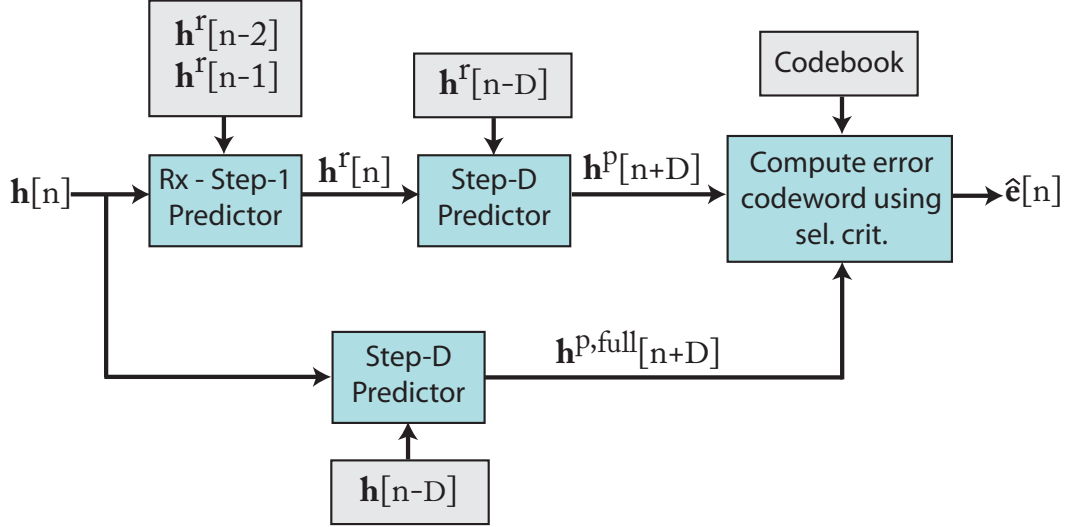 h^r[n-2]
h^r[n-1]
h^r[n-D]
Codebook
h[n]
Rx - Step-1
Predictor
h^r[n]
Step-D
Predictor
h^p[n+D]
Compute error
codeword using
sel. crit.
ê[n]
Step-D
Predictor
h^p,full[n+D]
h[n-D]